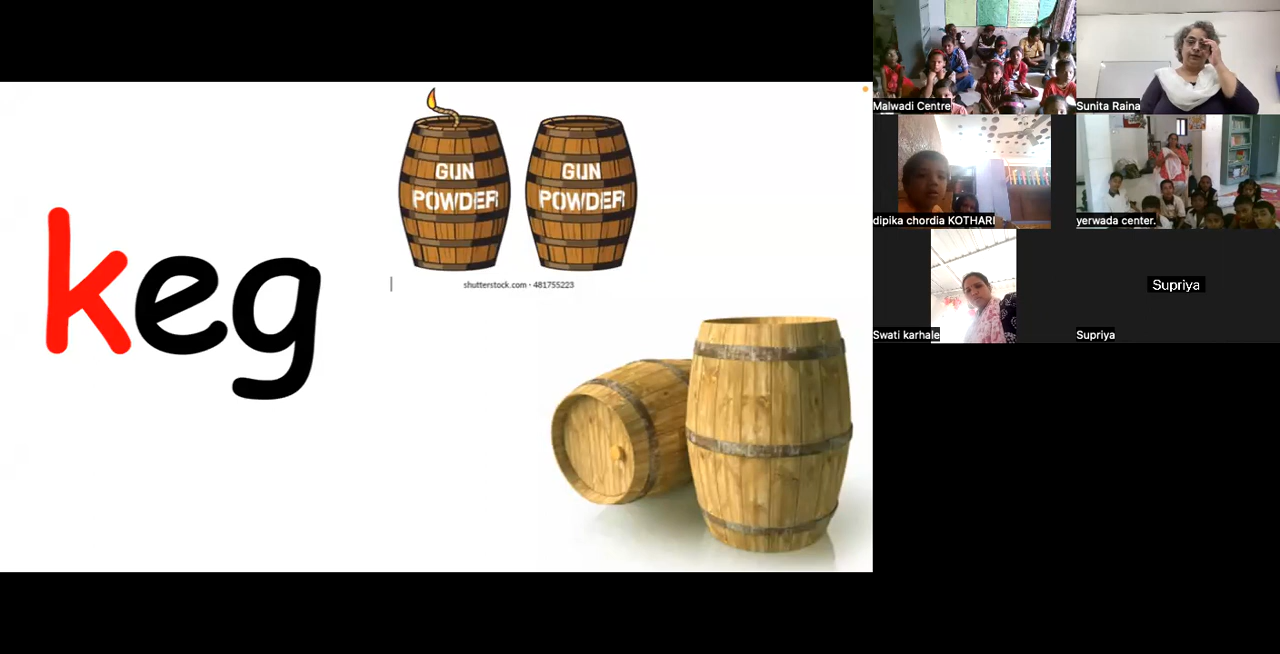 GUN
POWDER
GUN
POWDER
shutterstock.com · 481755223
keg
Malwadi Centre
Sunita Raina
dipika chordia KOTHARI
yerwada center.
Swati karhale
Supriya
Supriya